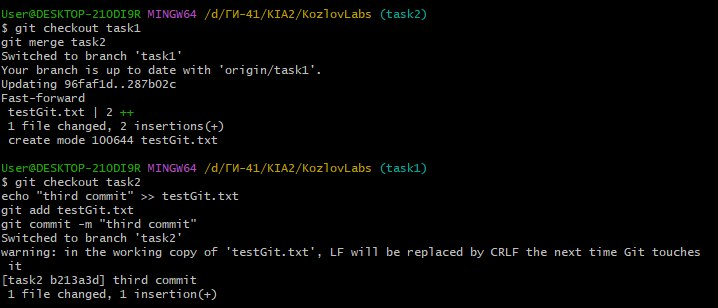 User@DESKTOP-21ODI9R MINGW64 /d/ГИ-41/KIA2/KozlovLabs (task2)
$ git checkout task1
git merge task2
Switched to branch 'task1'
Your branch is up to date with 'origin/task1'.
Updating 96faf1d..287b02c
Fast-forward
 testGit.txt | 2 ++
 1 file changed, 2 insertions(+)
 create mode 100644 testGit.txt

User@DESKTOP-21ODI9R MINGW64 /d/ГИ-41/KIA2/KozlovLabs (task1)
$ git checkout task2
echo "third commit" >> testGit.txt
git add testGit.txt
git commit -m "third commit"
Switched to branch 'task2'
warning: in the working copy of 'testGit.txt', LF will be replaced by CRLF the next time Git touches
 it
[task2 b213a3d] third commit
 1 file changed, 1 insertion(+)